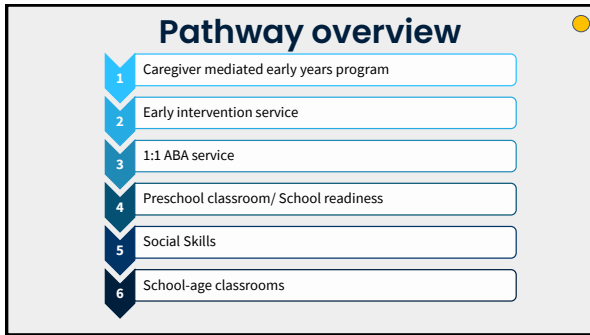 Pathway overview
1 Caregiver mediated early years program
2 Early intervention service
3 1:1 ABA service
4 Preschool classroom/ School readiness
5 Social Skills
6 School-age classrooms